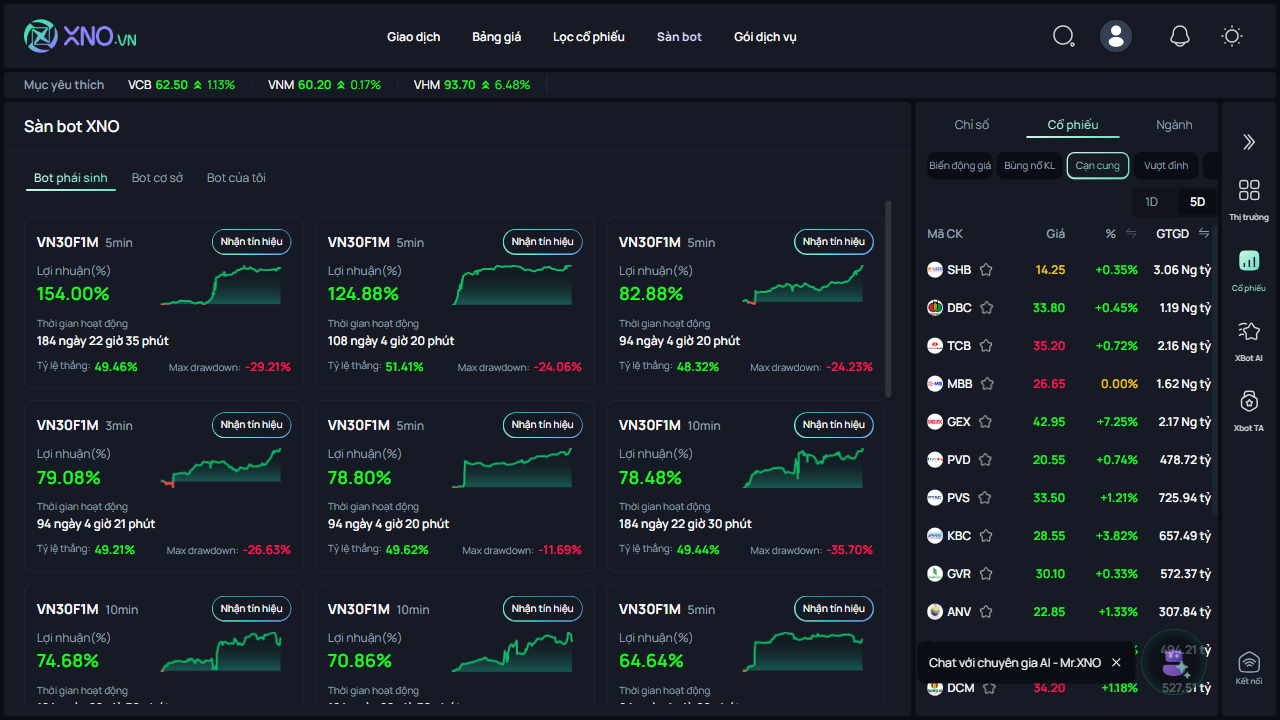 XNO.VN
Giao dịch Bảng giá Lọc cổ phiếu Sàn bot Gói dịch vụ
Mục yêu thích VCB 62.50 1.13% VNM 60.20 0.17% VHM 93.70 6.48%
Sàn bot XNO
Bot phái sinh Bot cơ sở Bot của tôi
VN30F1M 5min Nhận tín hiệu
Lợi nhuận(%)
154.00%
Thời gian hoạt động
184 ngày 22 giờ 35 phút
Tỷ lệ thắng: 49.46% Max drawdown: -29.21%
VN30F1M 5min Nhận tín hiệu
Lợi nhuận(%)
124.88%
Thời gian hoạt động
108 ngày 4 giờ 20 phút
Tỷ lệ thắng: 51.41% Max drawdown: -24.06%
VN30F1M 5min Nhận tín hiệu
Lợi nhuận(%)
82.88%
Thời gian hoạt động
94 ngày 4 giờ 20 phút
Tỷ lệ thắng: 48.32% Max drawdown: -24.23%
VN30F1M 3min Nhận tín hiệu
Lợi nhuận(%)
79.08%
Thời gian hoạt động
94 ngày 4 giờ 21 phút
Tỷ lệ thắng: 49.21% Max drawdown: -26.63%
VN30F1M 5min Nhận tín hiệu
Lợi nhuận(%)
78.80%
Thời gian hoạt động
94 ngày 4 giờ 20 phút
Tỷ lệ thắng: 49.62% Max drawdown: -11.69%
VN30F1M 10min Nhận tín hiệu
Lợi nhuận(%)
78.48%
Thời gian hoạt động
184 ngày 22 giờ 30 phút
Tỷ lệ thắng: 49.44% Max drawdown: -35.70%
VN30F1M 10min Nhận tín hiệu
Lợi nhuận(%)
74.68%
Thời gian hoạt động
VN30F1M 10min Nhận tín hiệu
Lợi nhuận(%)
70.86%
Thời gian hoạt động
VN30F1M 5min Nhận tín hiệu
Lợi nhuận(%)
64.64%
Thời gian hoạt động
Chỉ số Cổ phiếu Ngành
Biến động giá Bùng nổ KL Cạn cung Vượt đỉnh
1D 5D
Mã CK Giá % GTGD
SHB 14.25 +0.35% 3.06 Ng tỷ
DBC 33.80 +0.45% 1.19 Ng tỷ
TCB 35.20 +0.72% 2.16 Ng tỷ
MBB 26.65 0.00% 1.62 Ng tỷ
GEX 42.95 +7.25% 2.17 Ng tỷ
PVD 20.55 +0.74% 478.72 tỷ
PVS 33.50 +1.21% 725.94 tỷ
KBC 28.55 +3.82% 657.49 tỷ
GVR 30.10 +0.33% 572.37 tỷ
ANV 22.85 +1.33% 307.84 tỷ
494.21 tỷ
DCM 34.20 +1.18% 527.51 tỷ
Chat với chuyên gia AI - Mr.XNO
Thị trường
Cổ phiếu
XBot AI
Xbot TA
Kết nối